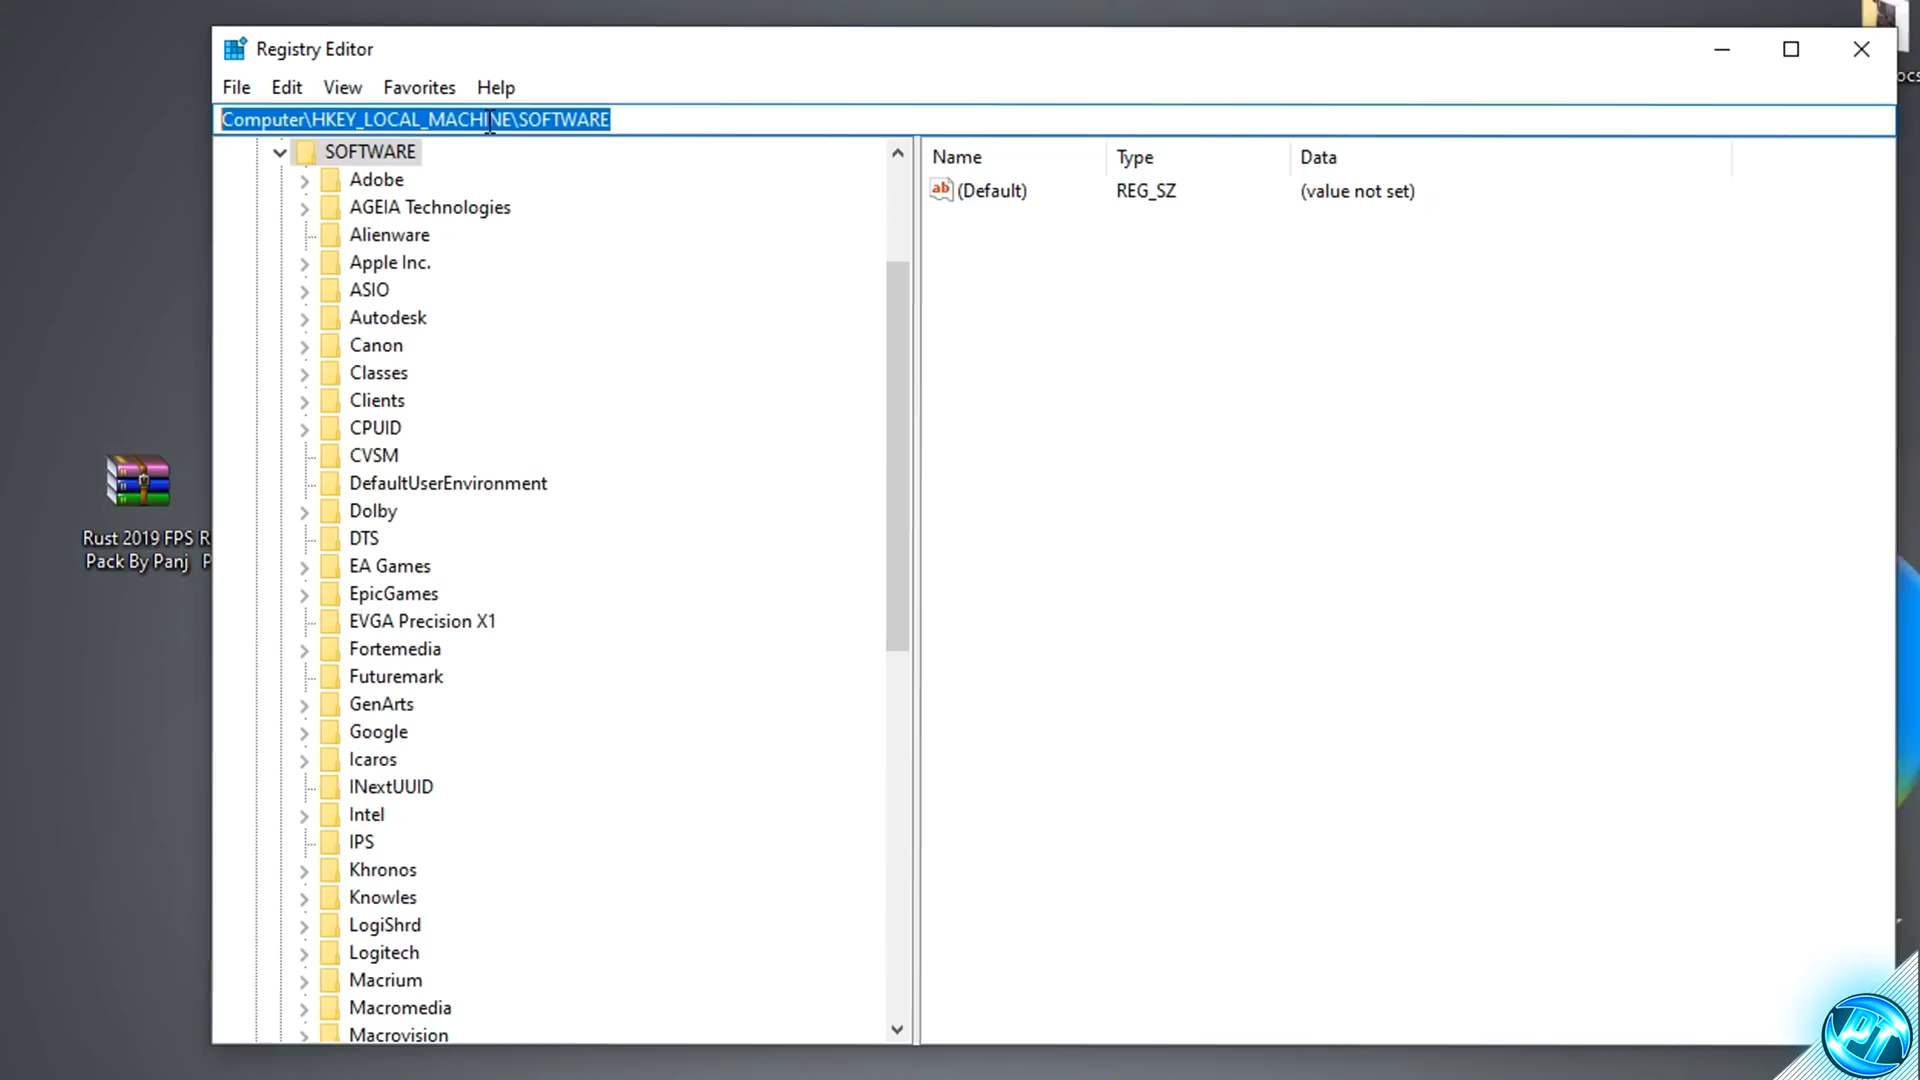 Registry Editor
File Edit View Favorites Help
Computer\HKEY_LOCAL_MACHINE\SOFTWARE
SOFTWARE
Adobe
AGEIA Technologies
Alienware
Apple Inc.
ASIO
Autodesk
Canon
Classes
Clients
CPUID
CVSM
DefaultUserEnvironment
Dolby
DTS
EA Games
EpicGames
EVGA Precision X1
Fortemedia
Futuremark
GenArts
Google
Icaros
INextUUID
Intel
IPS
Khronos
Knowles
LogiShrd
Logitech
Macrium
Macromedia
Macrovision
Name Type Data
ab (Default) REG_SZ (value not set)
Rust 2019 FPS R
Pack By Panj P
ocs
PT